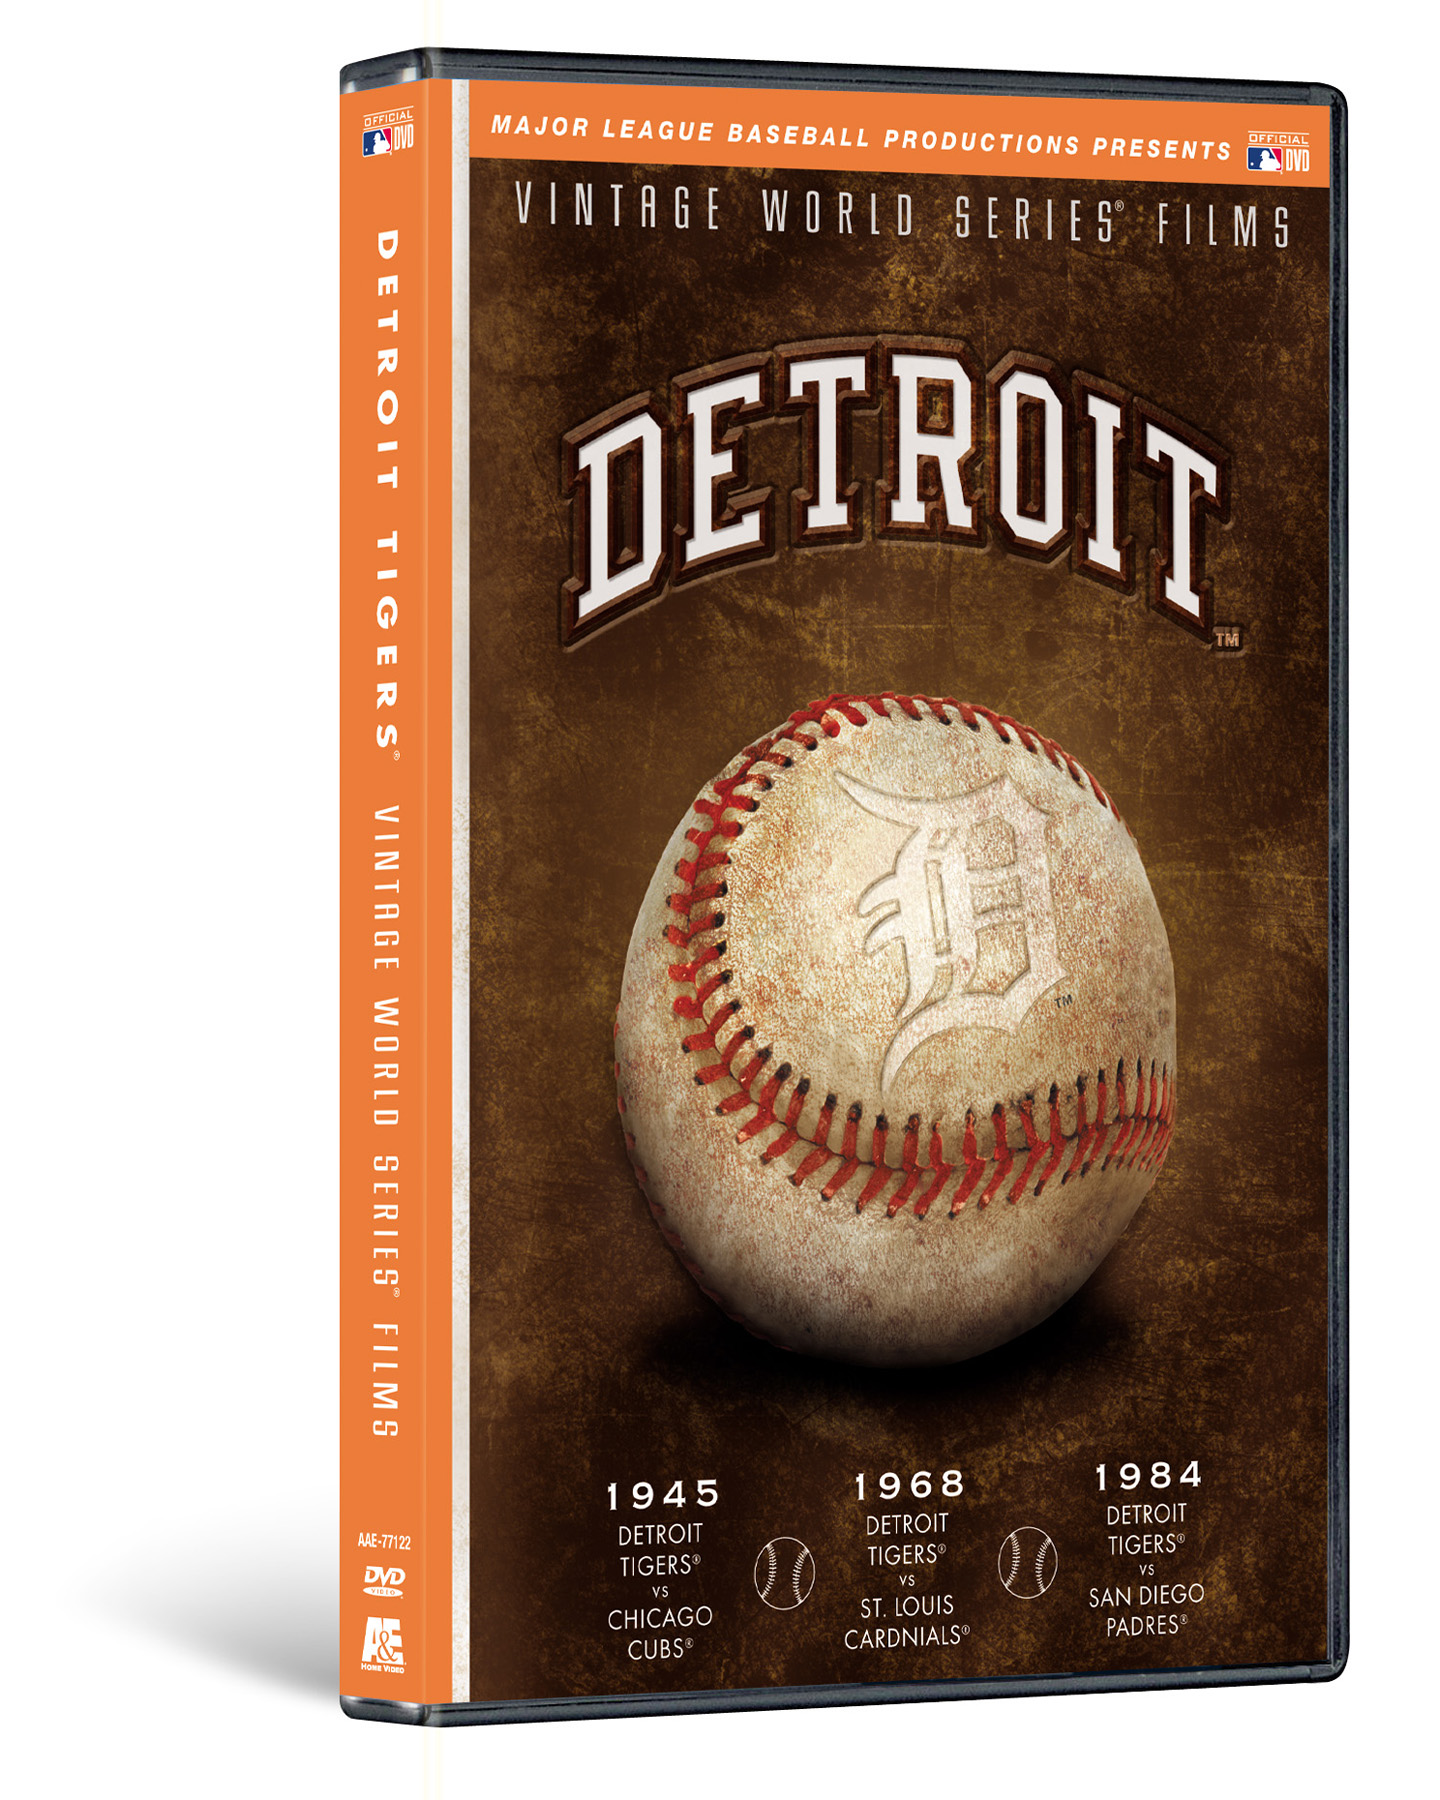 OFFICIAL
DVD
DETROIT TIGERS® VINTAGE WORLD SERIES® FILMS
AAE-77122
DVD
VIDEO
A&E
HOME VIDEO
MAJOR LEAGUE BASEBALL PRODUCTIONS PRESENTS
OFFICIAL
DVD
VINTAGE WORLD SERIES® FILMS
DETROIT™
D
™
1945
DETROIT
TIGERS®
VS
CHICAGO
CUBS®
1968
DETROIT
TIGERS®
VS
ST. LOUIS
CARDNIALS®
1984
DETROIT
TIGERS®
VS
SAN DIEGO
PADRES®